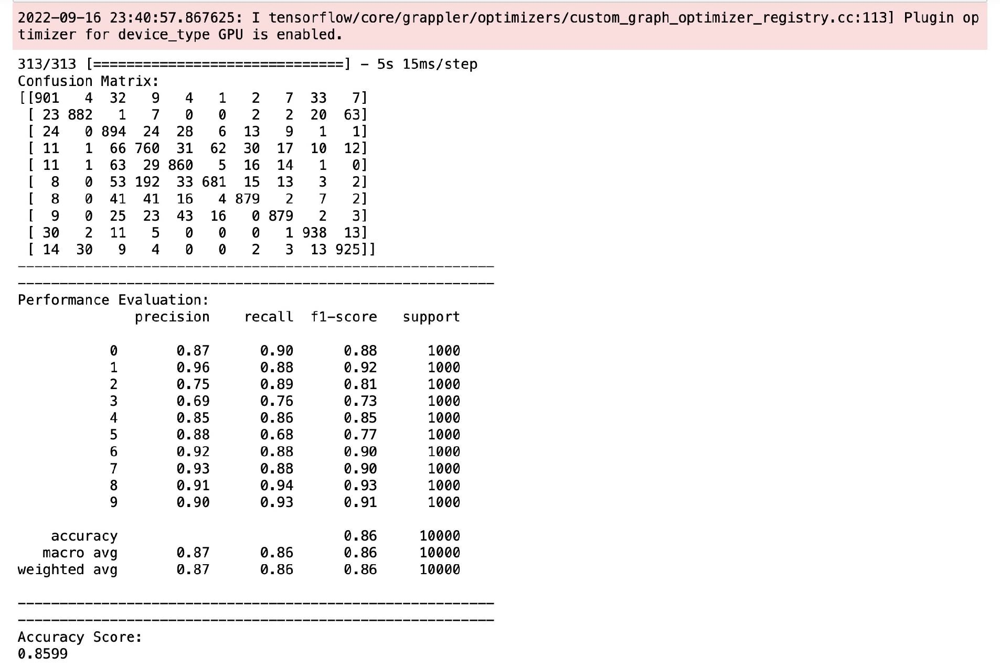 2022-09-16 23:40:57.867625: I tensorflow/core/grappler/optimizers/custom_graph_optimizer_registry.cc:113] Plugin op
timizer for device_type GPU is enabled.
313/313 [==============================] - 5s 15ms/step
Confusion Matrix:
[[901   4  32   9   4   1   2   7  33   7]
 [ 23 882   1   7   0   0   2   2  20  63]
 [ 24   0 894  24  28   6  13   9   1   1]
 [ 11   1  66 760  31  62  30  17  10  12]
 [ 11   1  63  29 860   5  16  14   1   0]
 [  8   0  53 192  33 681  15  13   3   2]
 [  8   0  41  41  16   4 879   2   7   2]
 [  9   0  25  23  43  16   0 879   2   3]
 [ 30   2  11   5   0   0   0   1 938  13]
 [ 14  30   9   4   0   0   2   3  13 925]]
---------------------------------------------------------
---------------------------------------------------------
Performance Evaluation:
              precision    recall  f1-score   support
           0       0.87      0.90      0.88      1000
           1       0.96      0.88      0.92      1000
           2       0.75      0.89      0.81      1000
           3       0.69      0.76      0.73      1000
           4       0.85      0.86      0.85      1000
           5       0.88      0.68      0.77      1000
           6       0.92      0.88      0.90      1000
           7       0.93      0.88      0.90      1000
           8       0.91      0.94      0.93      1000
           9       0.90      0.93      0.91      1000
    accuracy                           0.86     10000
   macro avg       0.87      0.86      0.86     10000
weighted avg       0.87      0.86      0.86     10000
---------------------------------------------------------
---------------------------------------------------------
Accuracy Score:
0.8599